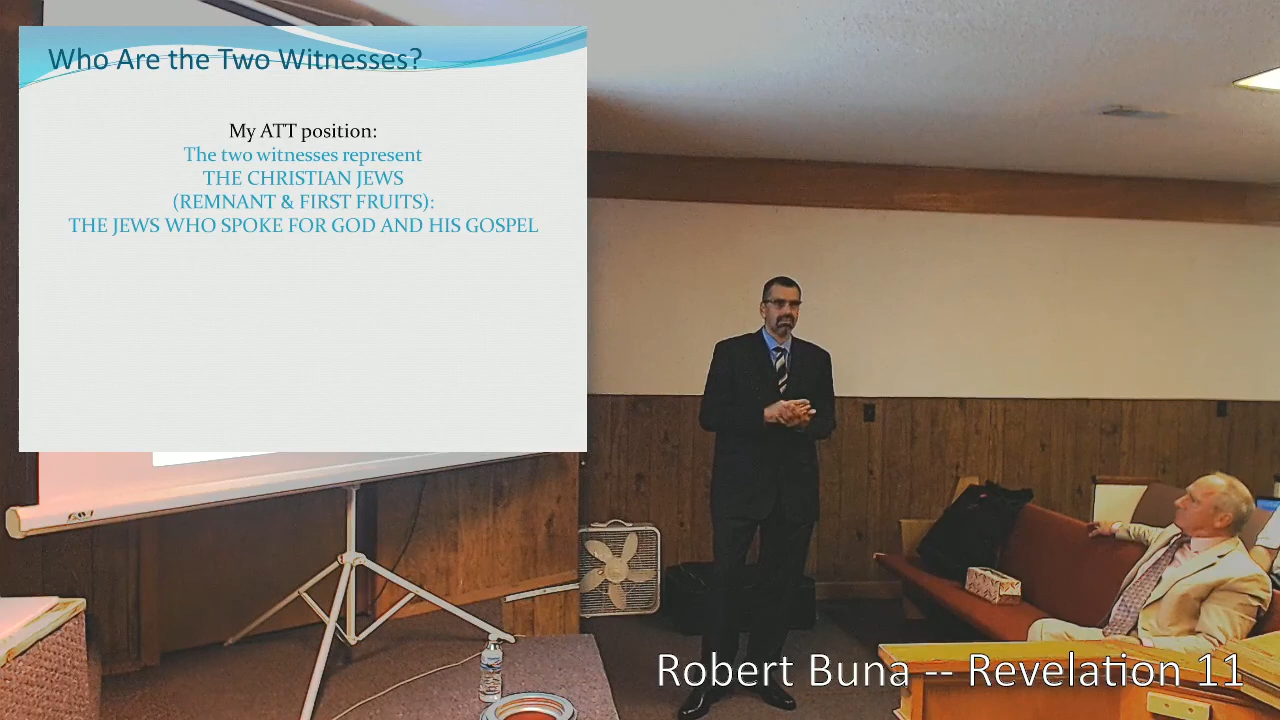 Who Are the Two Witnesses?
My ATT position:
The two witnesses represent
THE CHRISTIAN JEWS
(REMNANT & FIRST FRUITS):
THE JEWS WHO SPOKE FOR GOD AND HIS GOSPEL
Robert Buna -- Revelation 11